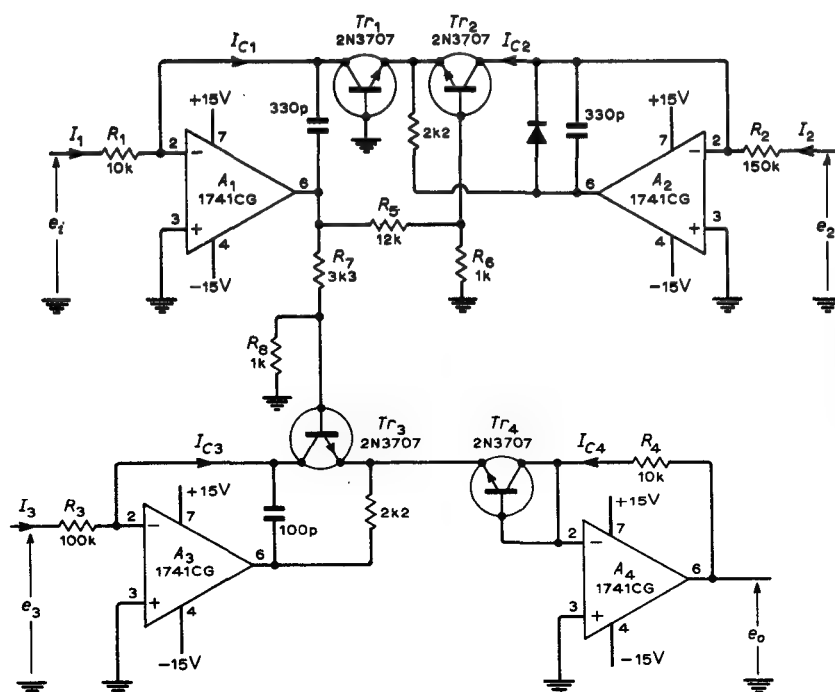 Tr1
2N3707
Tr2
2N3707
IC1
IC2
+15V
330p
330p
+15V
I1
R1
10k
2
7
A1
1741CG
6
3
4
-15V
ei
2k2
6
A2
1741CG
7
2
R2
150k
I2
3
4
-15V
e2
R5
12k
R6
1k
R7
3k3
R8
1k
Tr3
2N3707
Tr4
2N3707
IC3
IC4
R4
10k
+15V
I3
R3
100k
2
7
A3
1741CG
6
3
4
-15V
e3
100p
2k2
+15V
2
7
A4
1741CG
6
3
4
-15V
eo